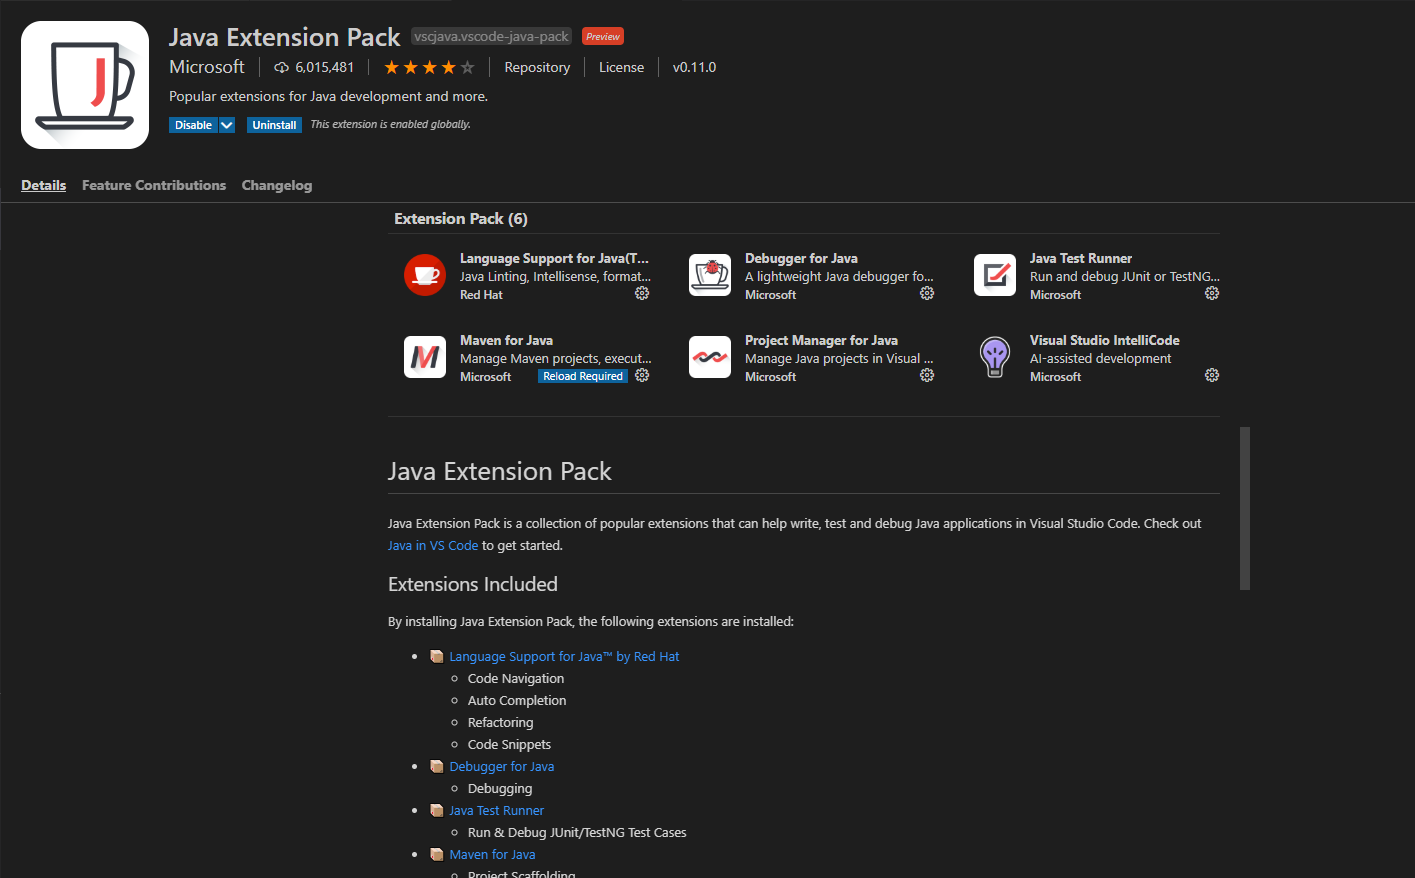 Java Extension Pack vscjava.vscode-java-pack Preview
Microsoft 6,015,481 Repository License v0.11.0
Popular extensions for Java development and more.
Disable Uninstall This extension is enabled globally.
Details Feature Contributions Changelog
Extension Pack (6)
Language Support for Java(T...
Java Linting, Intellisense, format...
Red Hat
Debugger for Java
A lightweight Java debugger fo...
Microsoft
Java Test Runner
Run and debug JUnit or TestNG...
Microsoft
Maven for Java
Manage Maven projects, execut...
Microsoft Reload Required
Project Manager for Java
Manage Java projects in Visual ...
Microsoft
Visual Studio IntelliCode
AI-assisted development
Microsoft
Java Extension Pack
Java Extension Pack is a collection of popular extensions that can help write, test and debug Java applications in Visual Studio Code. Check out
Java in VS Code to get started.
Extensions Included
By installing Java Extension Pack, the following extensions are installed:
Language Support for Java™ by Red Hat
Code Navigation
Auto Completion
Refactoring
Code Snippets
Debugger for Java
Debugging
Java Test Runner
Run & Debug JUnit/TestNG Test Cases
Maven for Java
Project Scaffolding